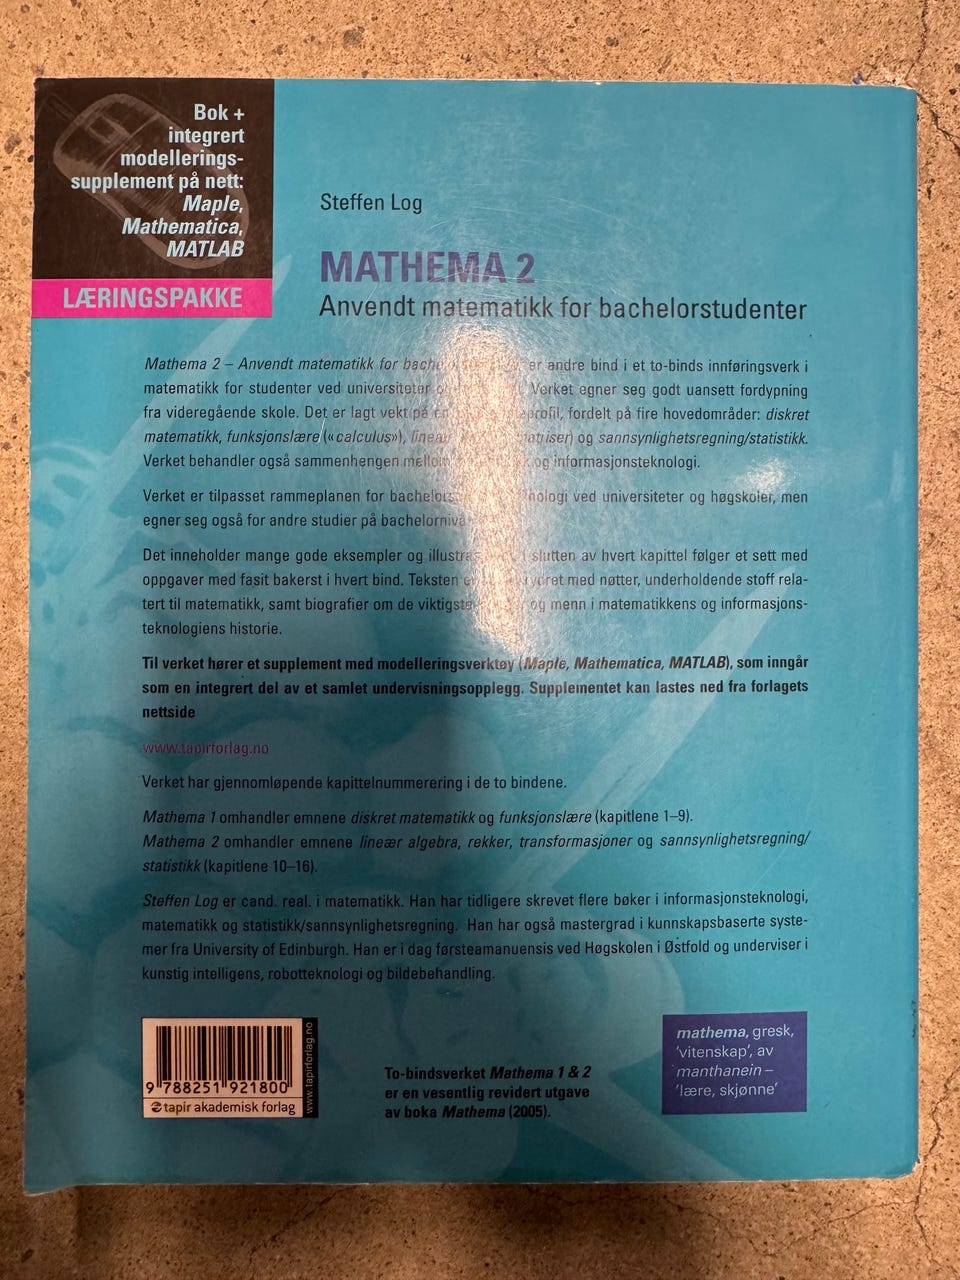 Bok +
integrert
modellerings-
supplement på nett:
Maple,
Mathematica,
MATLAB
LÆRINGSPAKKE
Steffen Log
MATHEMA 2
Anvendt matematikk for bachelorstudenter
Mathema 2 – Anvendt matematikk for er andre bind i et to-binds innføringsverk i
matematikk for studenter ved universiteter Verket egner seg godt uansett fordypning
fra videregående skole. Det er lagt vekt på fordelt på fire hovedområder: diskret
matematikk, funksjonslære («calculus»), lineær og sannsynlighetsregning/statistikk.
Verket behandler også sammenhengen mellom og informasjonsteknologi.
Verket er tilpasset rammeplanen for ved universiteter og høgskoler, men
egner seg også for andre studier på bachelornivå
Det inneholder mange gode eksempler og slutten av hvert kapittel følger et sett med
oppgaver med fasit bakerst i hvert bind. Teksten med nøtter, underholdende stoff rela-
tert til matematikk, samt biografier om de viktigste og menn i matematikkens og informasjons-
teknologiens historie.
Til verket hører et supplement med modelleringsverktøy (Maple, Mathematica, MATLAB), som inngår
som en integrert del av et samlet undervisningsopplegg. Supplementet kan lastes ned fra forlagets
nettside
www.tapirforlag.no
Verket har gjennomløpende kapittelnummerering i de to bindene.
Mathema 1 omhandler emnene diskret matematikk og funksjonslære (kapitlene 1–9).
Mathema 2 omhandler emnene lineær algebra, rekker, transformasjoner og sannsynlighetsregning/
statistikk (kapitlene 10–16).
Steffen Log er cand. real. i matematikk. Han har tidligere skrevet flere bøker i informasjonsteknologi,
matematikk og statistikk/sannsynlighetsregning. Han har også mastergrad i kunnskapsbaserte syste-
mer fra University of Edinburgh. Han er i dag førsteamanuensis ved Høgskolen i Østfold og underviser i
kunstig intelligens, robotteknologi og bildebehandling.
9 788251 921800
tapir akademisk forlag
www.tapirforlag.no
To-bindsverket Mathema 1 & 2
er en vesentlig revidert utgave
av boka Mathema (2005).
mathema, gresk,
'vitenskap', av
manthanein –
'lære, skjønne'